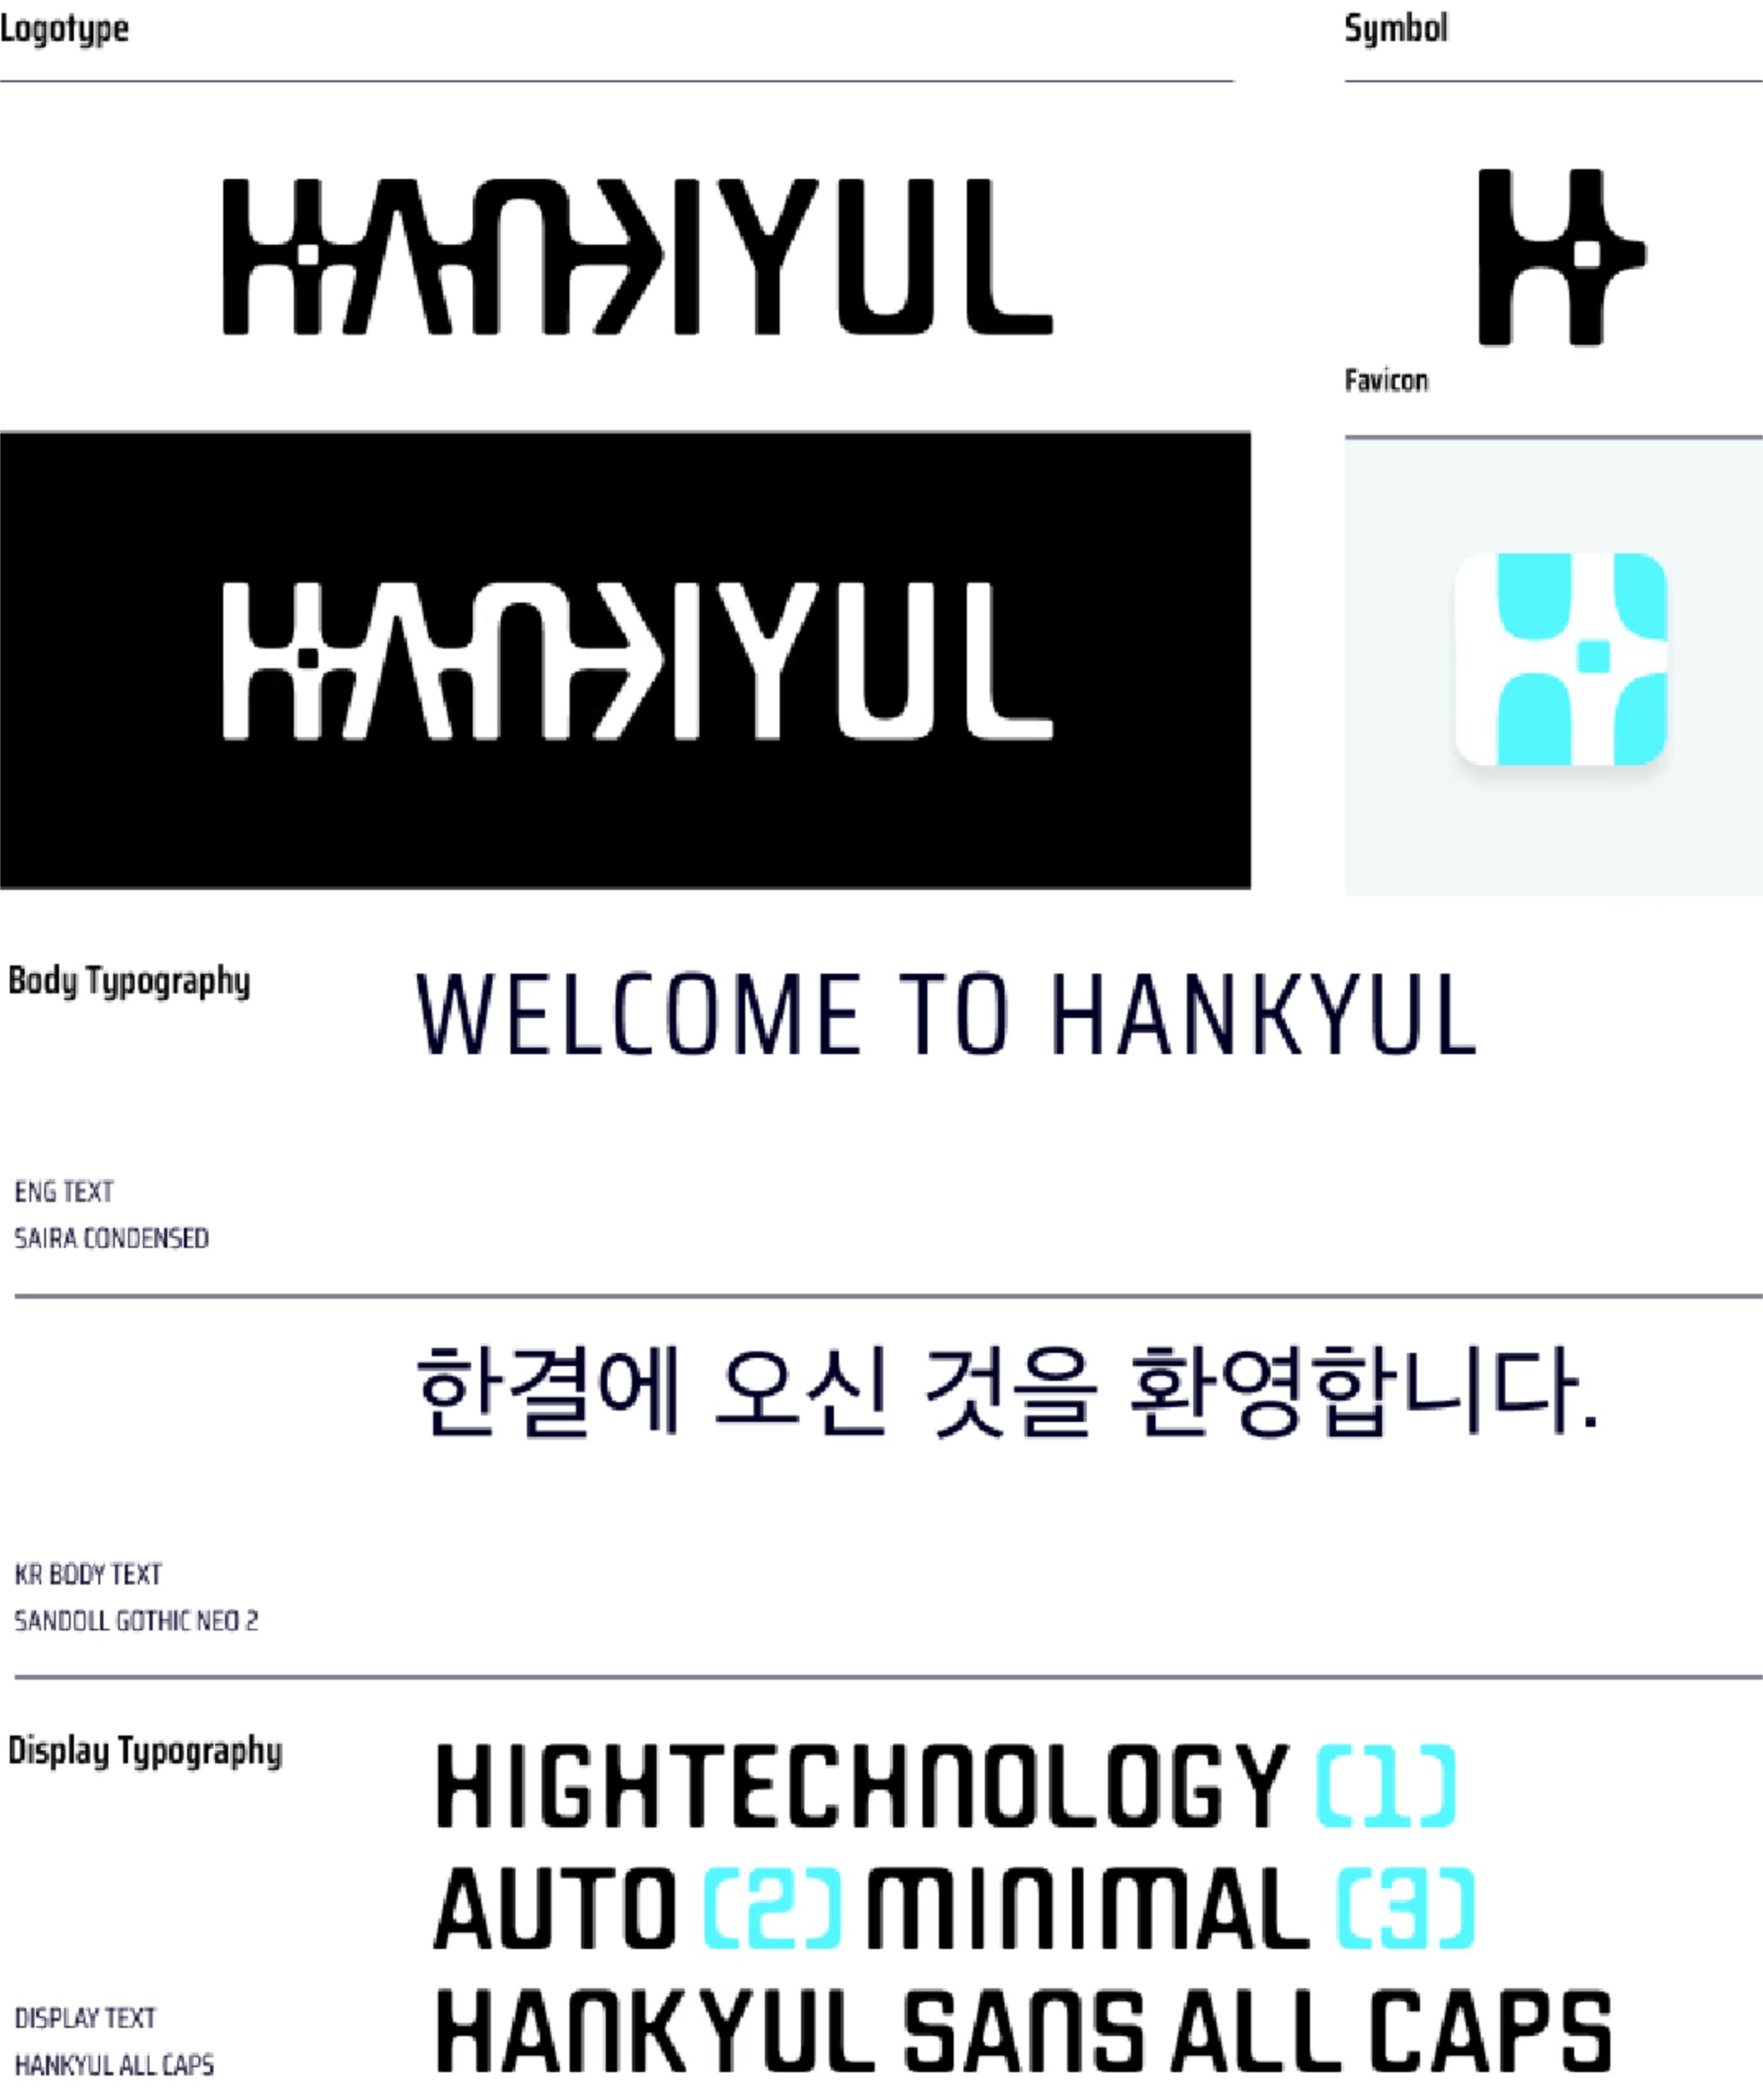 Logotype
Symbol
HANKIYUL
H
Favicon
HANKIYUL
H
Body Typography
WELCOME TO HANKYUL
ENG TEXT
SAIRA CONDENSED
한결에 오신 것을 환영합니다.
KR BODY TEXT
SANDOLL GOTHIC NEO 2
Display Typography
HIGHTECHNOLOGY (1)
AUTO (2) MINIMAL (3)
HANKYUL SANS ALL CAPS
DISPLAY TEXT
HANKYUL ALL CAPS